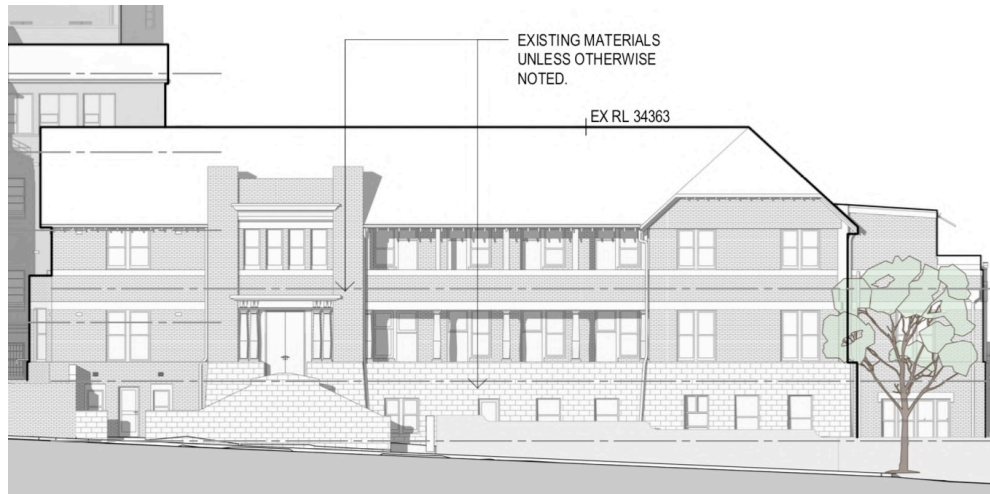 EXISTING MATERIALS
UNLESS OTHERWISE
NOTED.
EX RL 34363